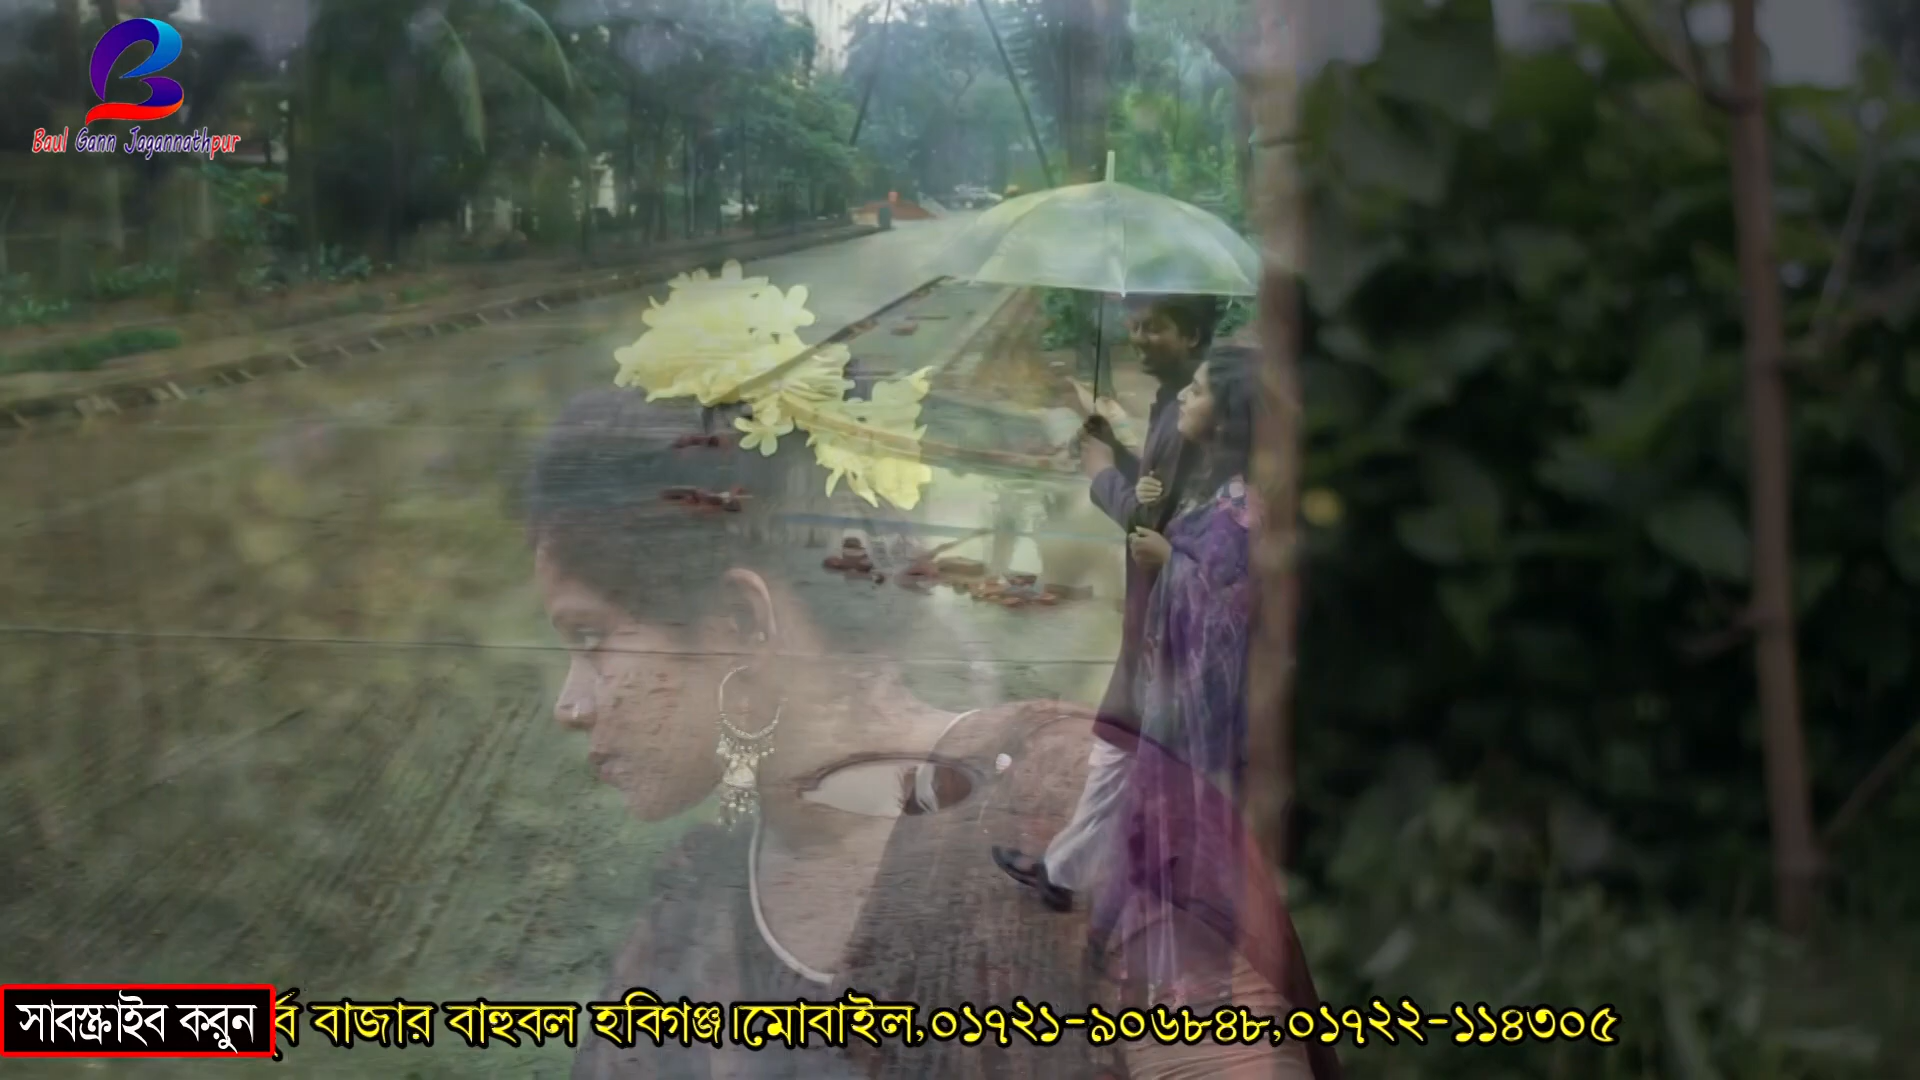 Baul Gann Jagannathpur
সাবস্ক্রাইব করুন
র্ব বাজার বাহুবল হবিগঞ্জ।মোবাইল,০১৭২১-৯০৬৮৪৮,০১৭২২-১১৪৩০৫